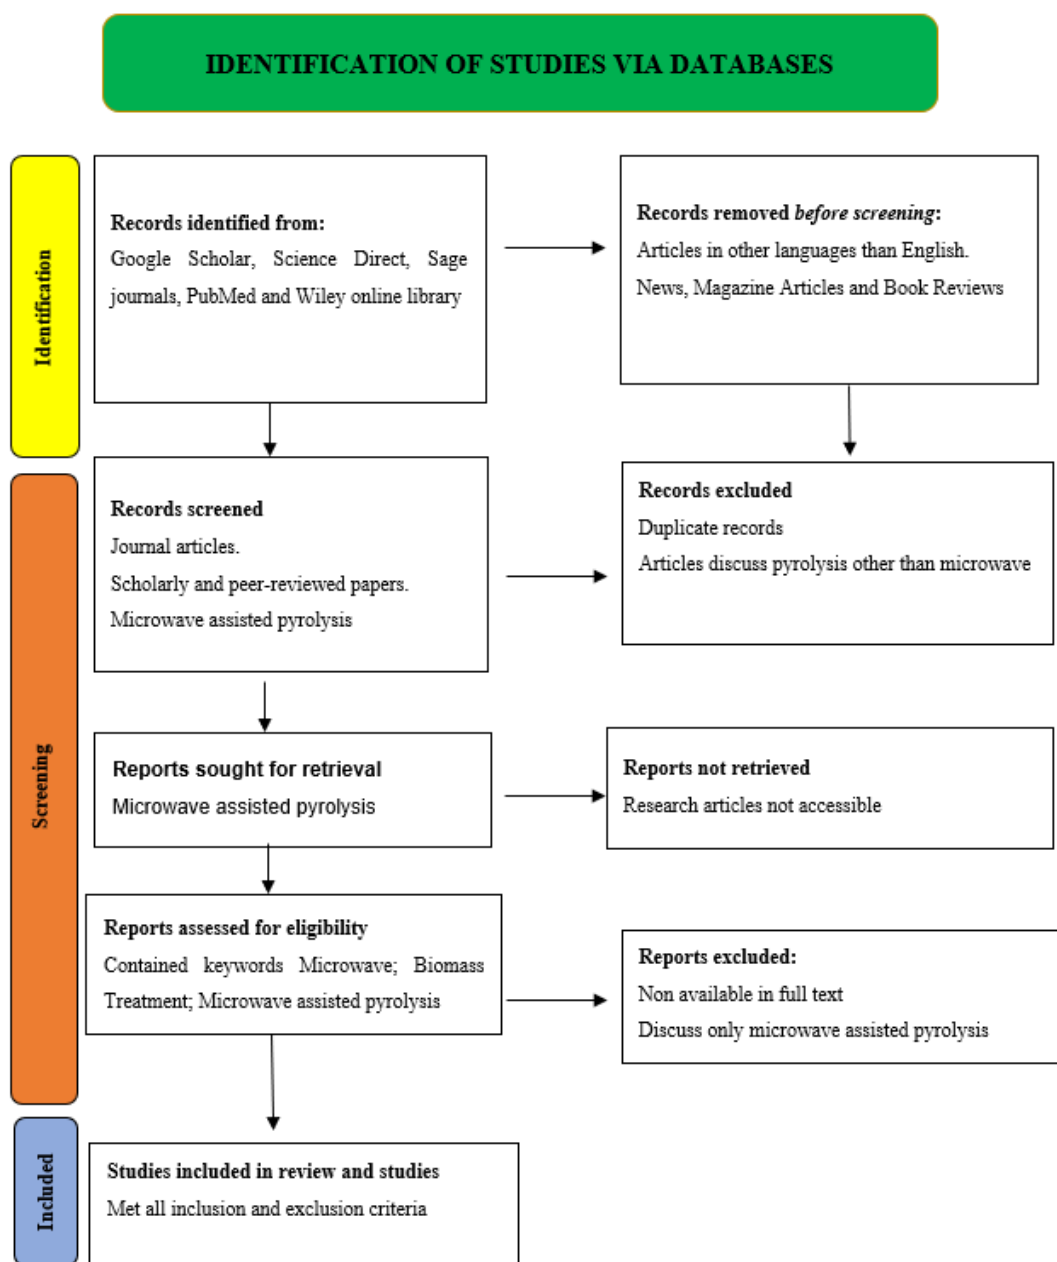 IDENTIFICATION OF STUDIES VIA DATABASES
Identification
Records identified from:
Google Scholar, Science Direct, Sage
journals, PubMed and Wiley online library
Records removed before screening:
Articles in other languages than English.
News, Magazine Articles and Book Reviews
Screening
Records screened
Journal articles.
Scholarly and peer-reviewed papers.
Microwave assisted pyrolysis
Records excluded
Duplicate records
Articles discuss pyrolysis other than microwave
Reports sought for retrieval
Microwave assisted pyrolysis
Reports not retrieved
Research articles not accessible
Reports assessed for eligibility
Contained keywords Microwave; Biomass
Treatment; Microwave assisted pyrolysis
Reports excluded:
Non available in full text
Discuss only microwave assisted pyrolysis
Included
Studies included in review and studies
Met all inclusion and exclusion criteria